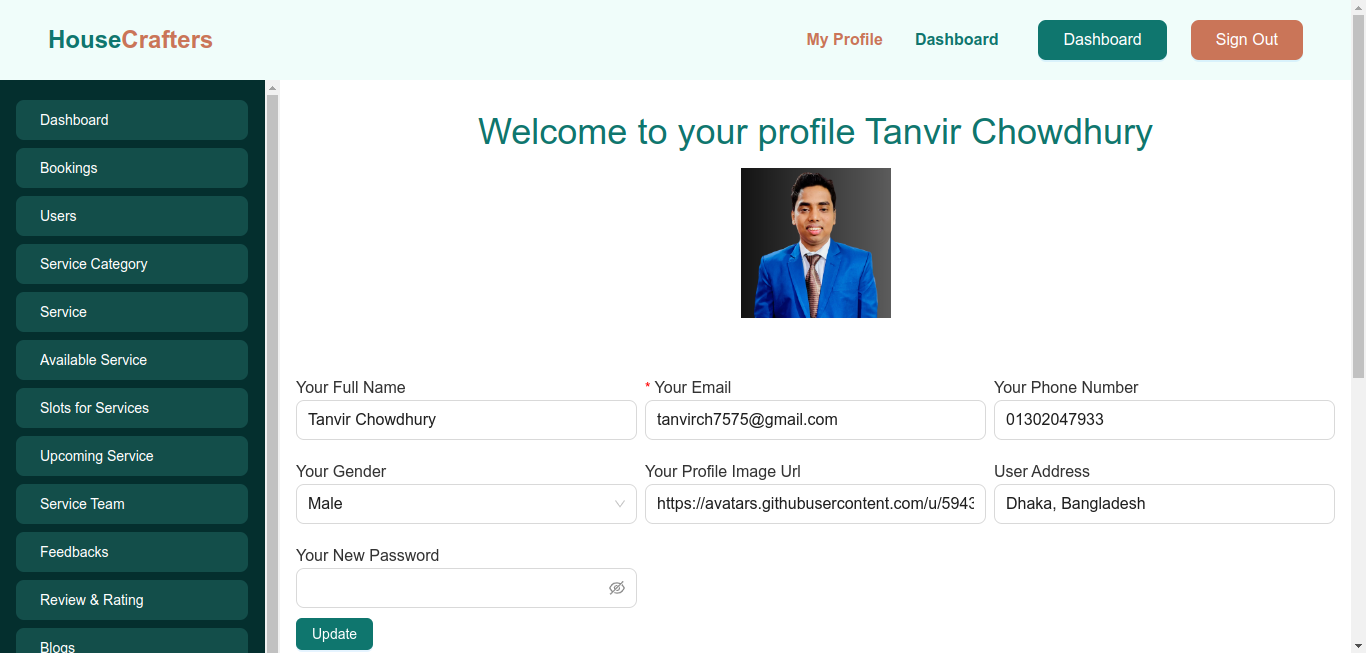 HouseCrafters
My Profile
Dashboard
Dashboard
Sign Out
Dashboard
Bookings
Users
Service Category
Service
Available Service
Slots for Services
Upcoming Service
Service Team
Feedbacks
Review & Rating
Blogs
Welcome to your profile Tanvir Chowdhury
Your Full Name
Tanvir Chowdhury
* Your Email
tanvirch7575@gmail.com
Your Phone Number
01302047933
Your Gender
Male
Your Profile Image Url
https://avatars.githubusercontent.com/u/5943
User Address
Dhaka, Bangladesh
Your New Password
Update